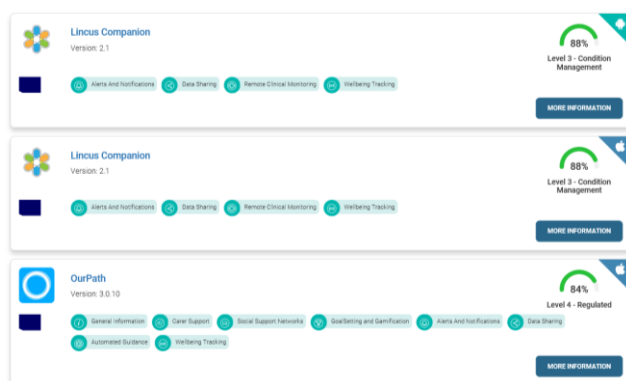 Lincus Companion
Version: 2.1
88%
Level 3 - Condition
Management
Alerts And Notifications Data Sharing Remote Clinical Monitoring Wellbeing Tracking
MORE INFORMATION
Lincus Companion
Version: 2.1
88%
Level 3 - Condition
Management
Alerts And Notifications Data Sharing Remote Clinical Monitoring Wellbeing Tracking
MORE INFORMATION
OurPath
Version: 3.0.10
84%
Level 4 - Regulated
General Information Carer Support Social Support Networks GoalSetting and Gamification Alerts And Notifications Data Sharing
Automated Guidance Wellbeing Tracking
MORE INFORMATION